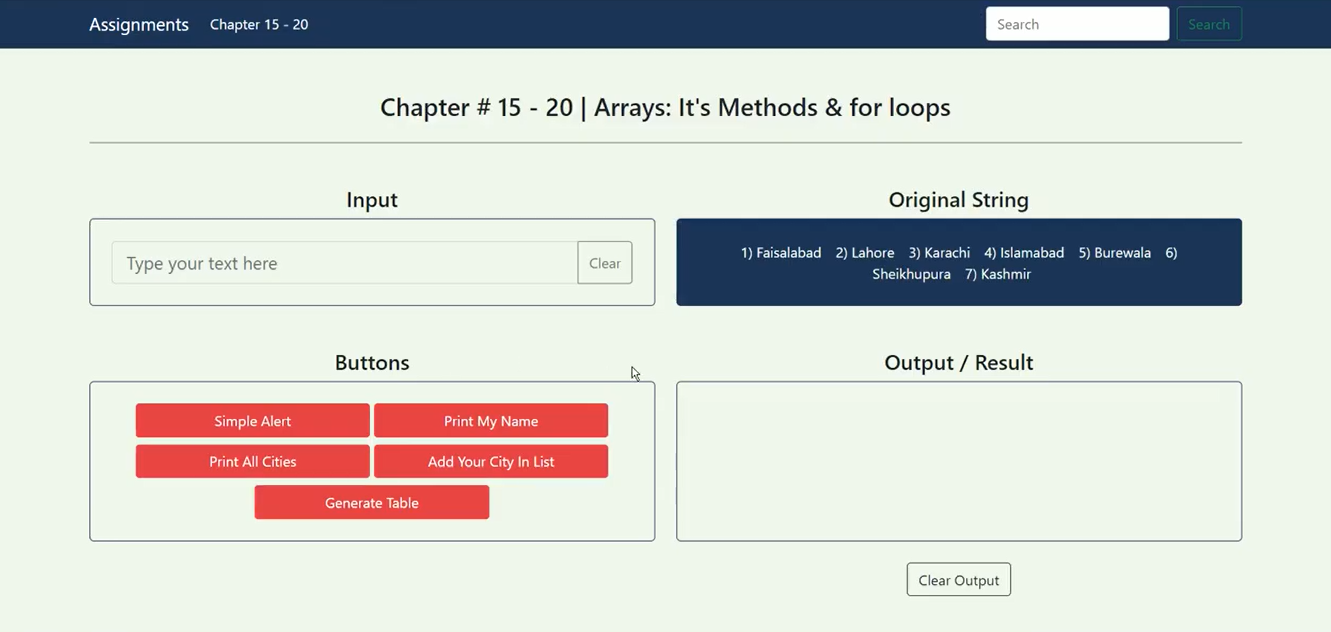 Assignments Chapter 15 - 20 Search Search
Chapter # 15 - 20 | Arrays: It's Methods & for loops
Input
Type your text here Clear
Original String
1) Faisalabad 2) Lahore 3) Karachi 4) Islamabad 5) Burewala 6)
Sheikhupura 7) Kashmir
Buttons
Simple Alert Print My Name
Print All Cities Add Your City In List
Generate Table
Output / Result
Clear Output